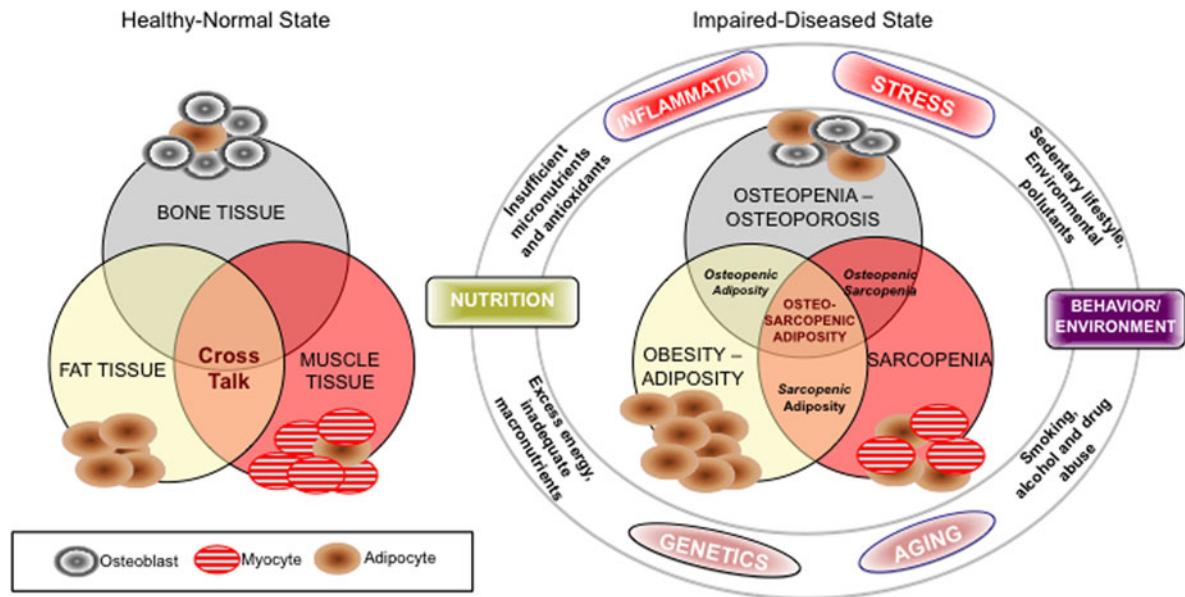 Healthy-Normal State
Impaired-Diseased State
BONE TISSUE
FAT TISSUE
Cross
Talk
MUSCLE
TISSUE
Osteoblast
Myocyte
Adipocyte
INFLAMMATION
STRESS
Insufficient
micronutrients
and antioxidants
Sedentary lifestyle,
Environmental
pollutants
NUTRITION
BEHAVIOR/
ENVIRONMENT
OSTEOPENIA –
OSTEOPOROSIS
Osteopenic
Adiposity
Osteopenic
Sarcopenia
OSTEO-
SARCOPENIC
ADIPOSITY
OBESITY –
ADIPOSITY
SARCOPENIA
Sarcopenic
Adiposity
Excess energy,
inadequate
macronutrients
Smoking,
alcohol and drug
abuse
GENETICS
AGING